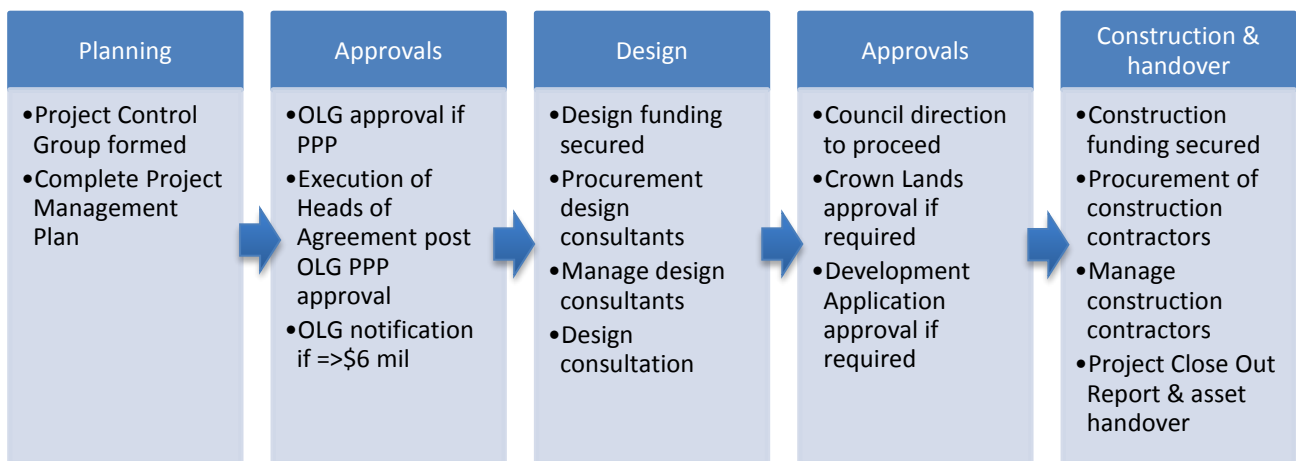 Planning
•Project Control
Group formed
•Complete Project
Management
Plan
Approvals
•OLG approval if
PPP
•Execution of
Heads of
Agreement post
OLG PPP
approval
•OLG notification
if =>$6 mil
Design
•Design funding
secured
•Procurement
design
consultants
•Manage design
consultants
•Design
consultation
Approvals
•Council direction
to proceed
•Crown Lands
approval if
required
•Development
Application
approval if
required
Construction &
handover
•Construction
funding secured
•Procurement of
construction
contractors
•Manage
construction
contractors
•Project Close Out
Report & asset
handover